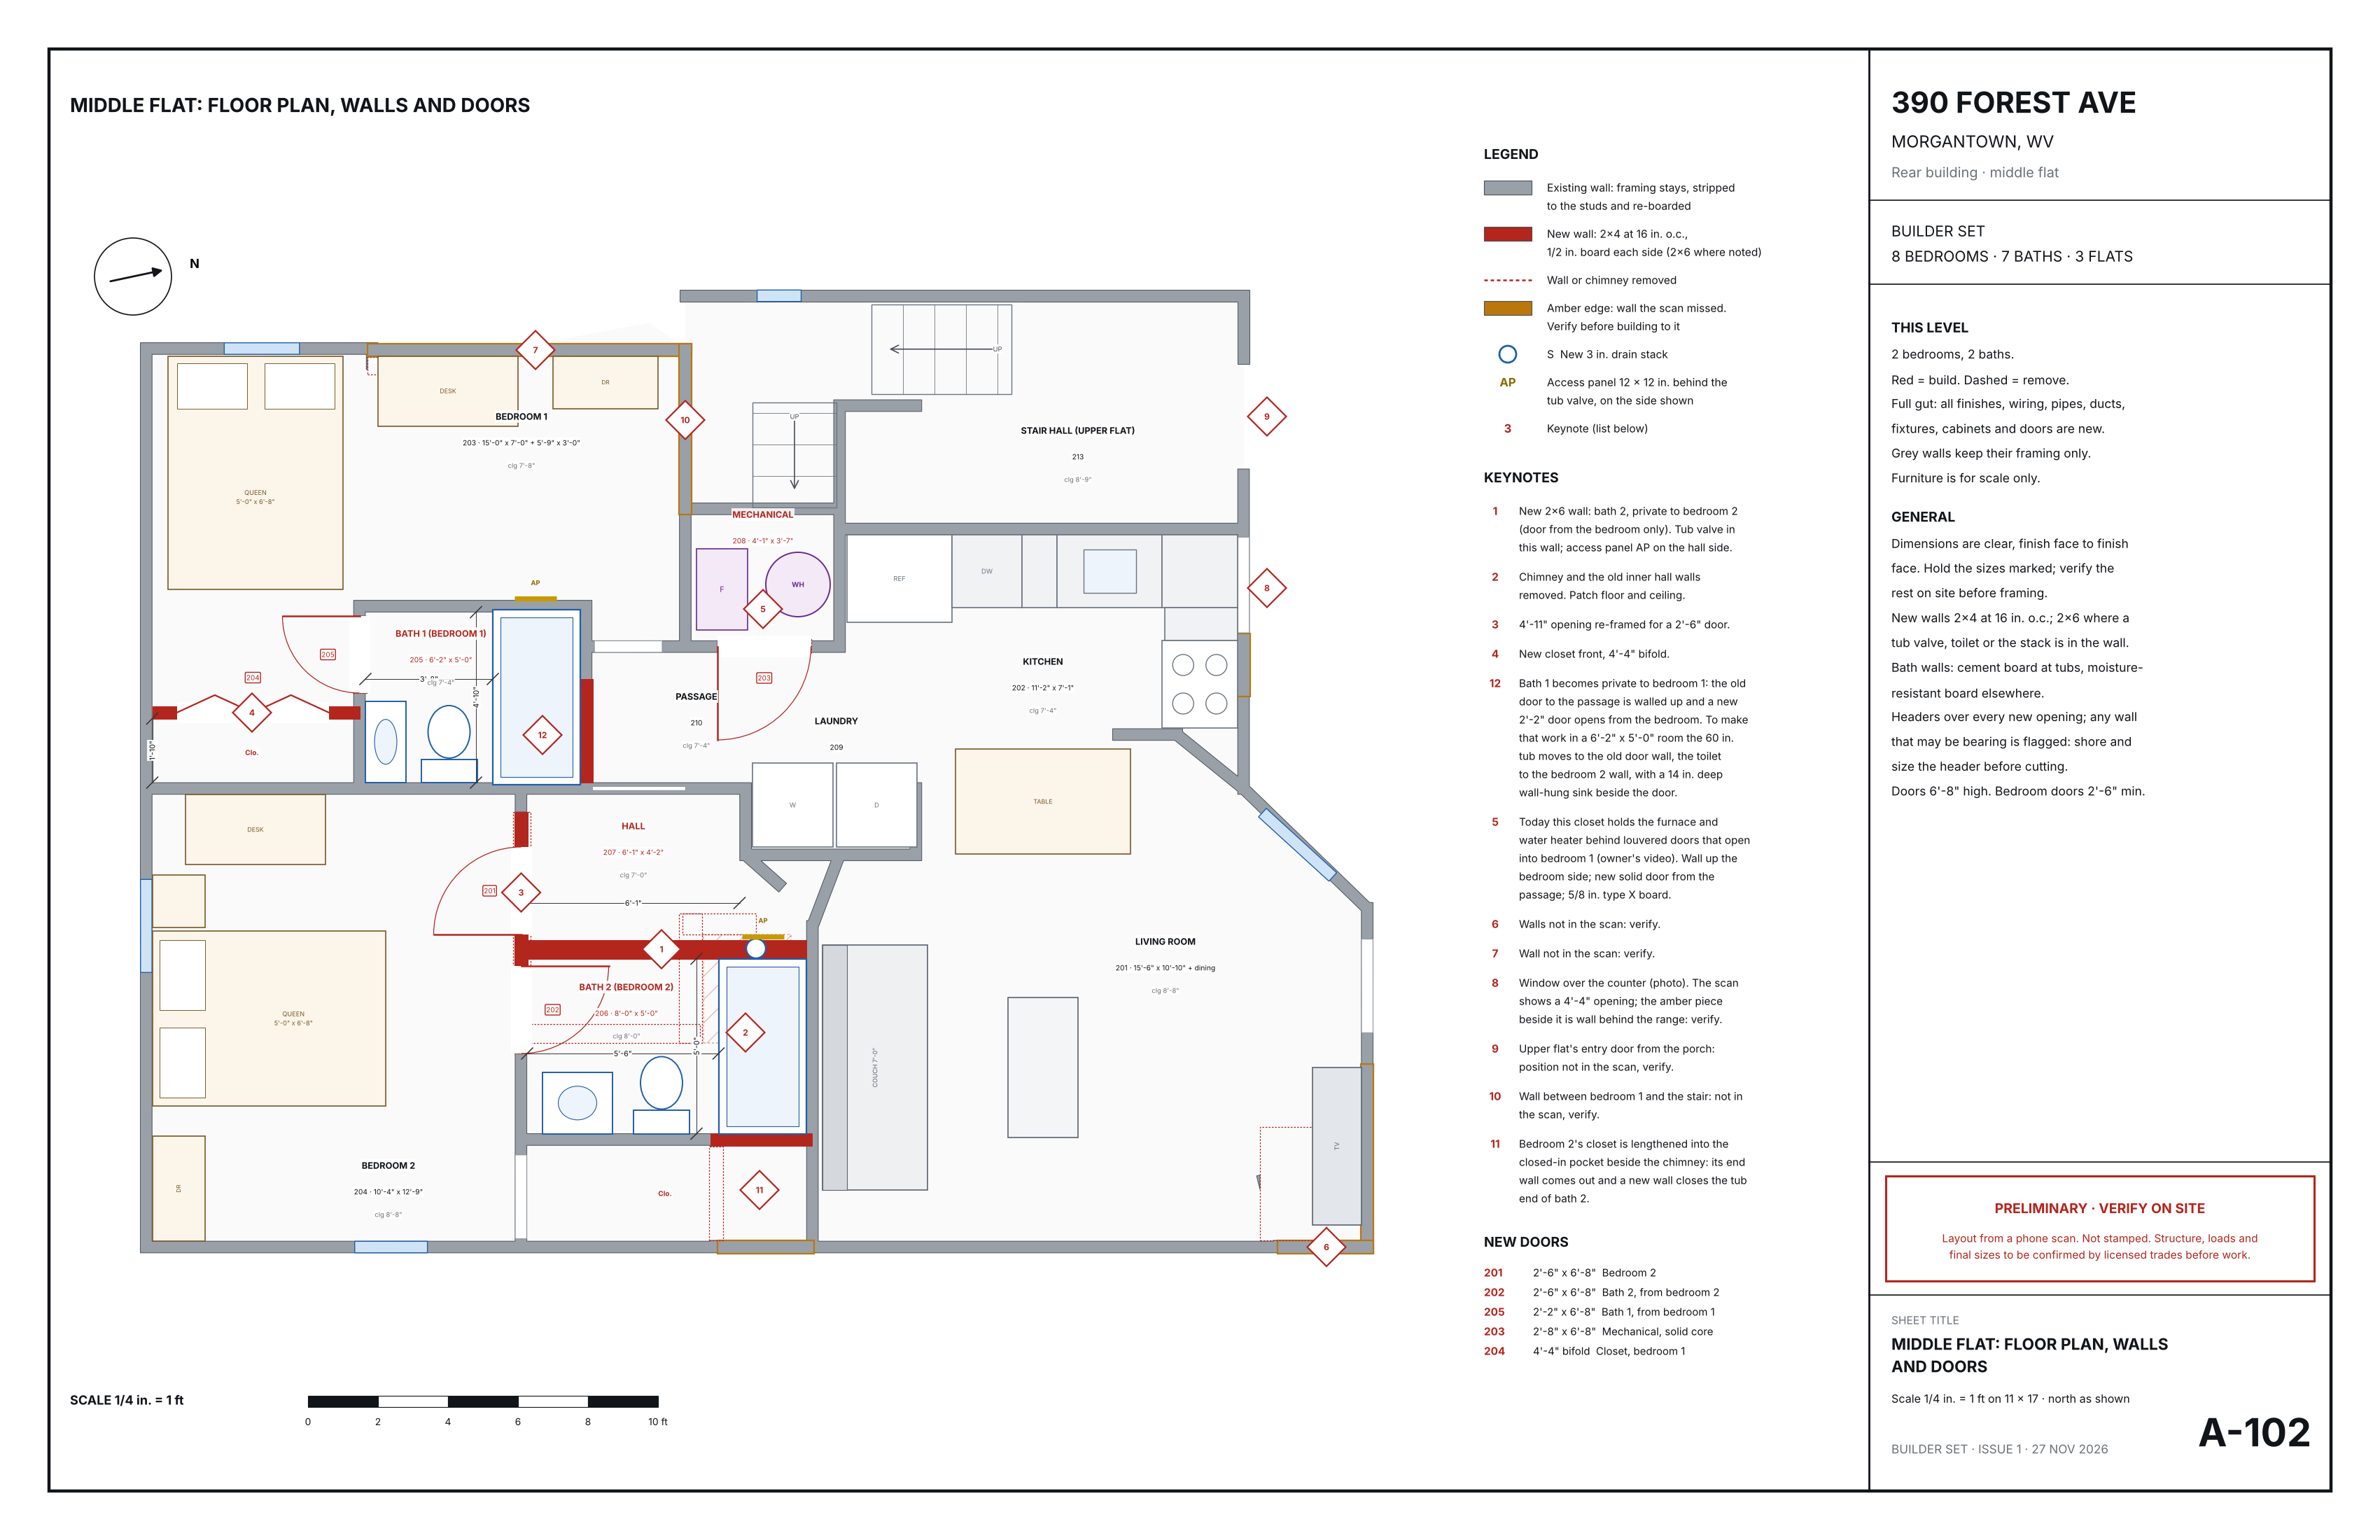 MIDDLE FLAT: FLOOR PLAN, WALLS AND DOORS
N
7
DESK
DR
BEDROOM 1
203 · 15'-0" x 7'-0" + 5'-9" x 3'-0"
clg 7'-8"
10
QUEEN
5'-0" x 6'-8"
UP
UP
STAIR HALL (UPPER FLAT)
213
clg 8'-9"
9
MECHANICAL
208 · 4'-1" x 3'-7"
F
WH
5
REF
DW
8
AP
BATH 1 (BEDROOM 1)
205 · 6'-2" x 5'-0"
clg 7'-4"
4'-10"
205
204
4
12
Clo.
1'-10"
PASSAGE
210
clg 7'-4"
203
LAUNDRY
209
KITCHEN
202 · 11'-2" x 7'-1"
clg 7'-4"
W
D
TABLE
DESK
HALL
207 · 6'-1" x 4'-2"
clg 7'-0"
6'-1"
201
3
AP
1
BATH 2 (BEDROOM 2)
206 · 8'-0" x 5'-0"
clg 8'-0"
5'-6"
5'-0"
202
2
QUEEN
5'-0" x 6'-8"
LIVING ROOM
201 · 15'-6" x 10'-10" + dining
clg 8'-8"
COUCH 7'-0"
TV
DR
BEDROOM 2
204 · 10'-4" x 12'-9"
clg 8'-8"
Clo.
11
6
SCALE 1/4 in. = 1 ft
0 2 4 6 8 10 ft
LEGEND
Existing wall: framing stays, stripped
to the studs and re-boarded
New wall: 2×4 at 16 in. o.c.,
1/2 in. board each side (2×6 where noted)
Wall or chimney removed
Amber edge: wall the scan missed.
Verify before building to it
S New 3 in. drain stack
AP Access panel 12 × 12 in. behind the
tub valve, on the side shown
3 Keynote (list below)
KEYNOTES
1 New 2×6 wall: bath 2, private to bedroom 2
(door from the bedroom only). Tub valve in
this wall; access panel AP on the hall side.
2 Chimney and the old inner hall walls
removed. Patch floor and ceiling.
3 4'-11" opening re-framed for a 2'-6" door.
4 New closet front, 4'-4" bifold.
12 Bath 1 becomes private to bedroom 1: the old
door to the passage is walled up and a new
2'-2" door opens from the bedroom. To make
that work in a 6'-2" x 5'-0" room the 60 in.
tub moves to the old door wall, the toilet
to the bedroom 2 wall, with a 14 in. deep
wall-hung sink beside the door.
5 Today this closet holds the furnace and
water heater behind louvered doors that open
into bedroom 1 (owner's video). Wall up the
bedroom side; new solid door from the
passage; 5/8 in. type X board.
6 Walls not in the scan: verify.
7 Wall not in the scan: verify.
8 Window over the counter (photo). The scan
shows a 4'-4" opening; the amber piece
beside it is wall behind the range: verify.
9 Upper flat's entry door from the porch:
position not in the scan, verify.
10 Wall between bedroom 1 and the stair: not in
the scan, verify.
11 Bedroom 2's closet is lengthened into the
closed-in pocket beside the chimney: its end
wall comes out and a new wall closes the tub
end of bath 2.
NEW DOORS
201 2'-6" x 6'-8" Bedroom 2
202 2'-6" x 6'-8" Bath 2, from bedroom 2
205 2'-2" x 6'-8" Bath 1, from bedroom 1
203 2'-8" x 6'-8" Mechanical, solid core
204 4'-4" bifold Closet, bedroom 1
390 FOREST AVE
MORGANTOWN, WV
Rear building · middle flat
BUILDER SET
8 BEDROOMS · 7 BATHS · 3 FLATS
THIS LEVEL
2 bedrooms, 2 baths.
Red = build. Dashed = remove.
Full gut: all finishes, wiring, pipes, ducts,
fixtures, cabinets and doors are new.
Grey walls keep their framing only.
Furniture is for scale only.
GENERAL
Dimensions are clear, finish face to finish
face. Hold the sizes marked; verify the
rest on site before framing.
New walls 2×4 at 16 in. o.c.; 2×6 where a
tub valve, toilet or the stack is in the wall.
Bath walls: cement board at tubs, moisture-
resistant board elsewhere.
Headers over every new opening; any wall
that may be bearing is flagged: shore and
size the header before cutting.
Doors 6'-8" high. Bedroom doors 2'-6" min.
PRELIMINARY · VERIFY ON SITE
Layout from a phone scan. Not stamped. Structure, loads and
final sizes to be confirmed by licensed trades before work.
SHEET TITLE
MIDDLE FLAT: FLOOR PLAN, WALLS
AND DOORS
Scale 1/4 in. = 1 ft on 11 × 17 · north as shown
BUILDER SET · ISSUE 1 · 27 NOV 2026
A-102